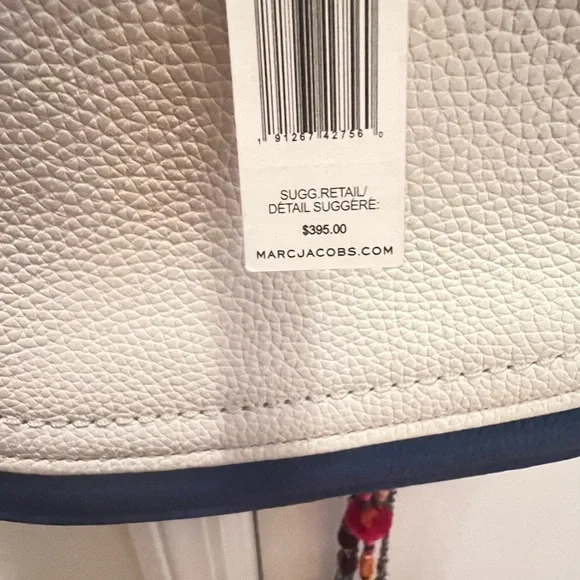 1 91267 42756 0
SUGG.RETAIL/
DÉTAIL SUGGÉRÉ:
$395.00
MARCJACOBS.COM